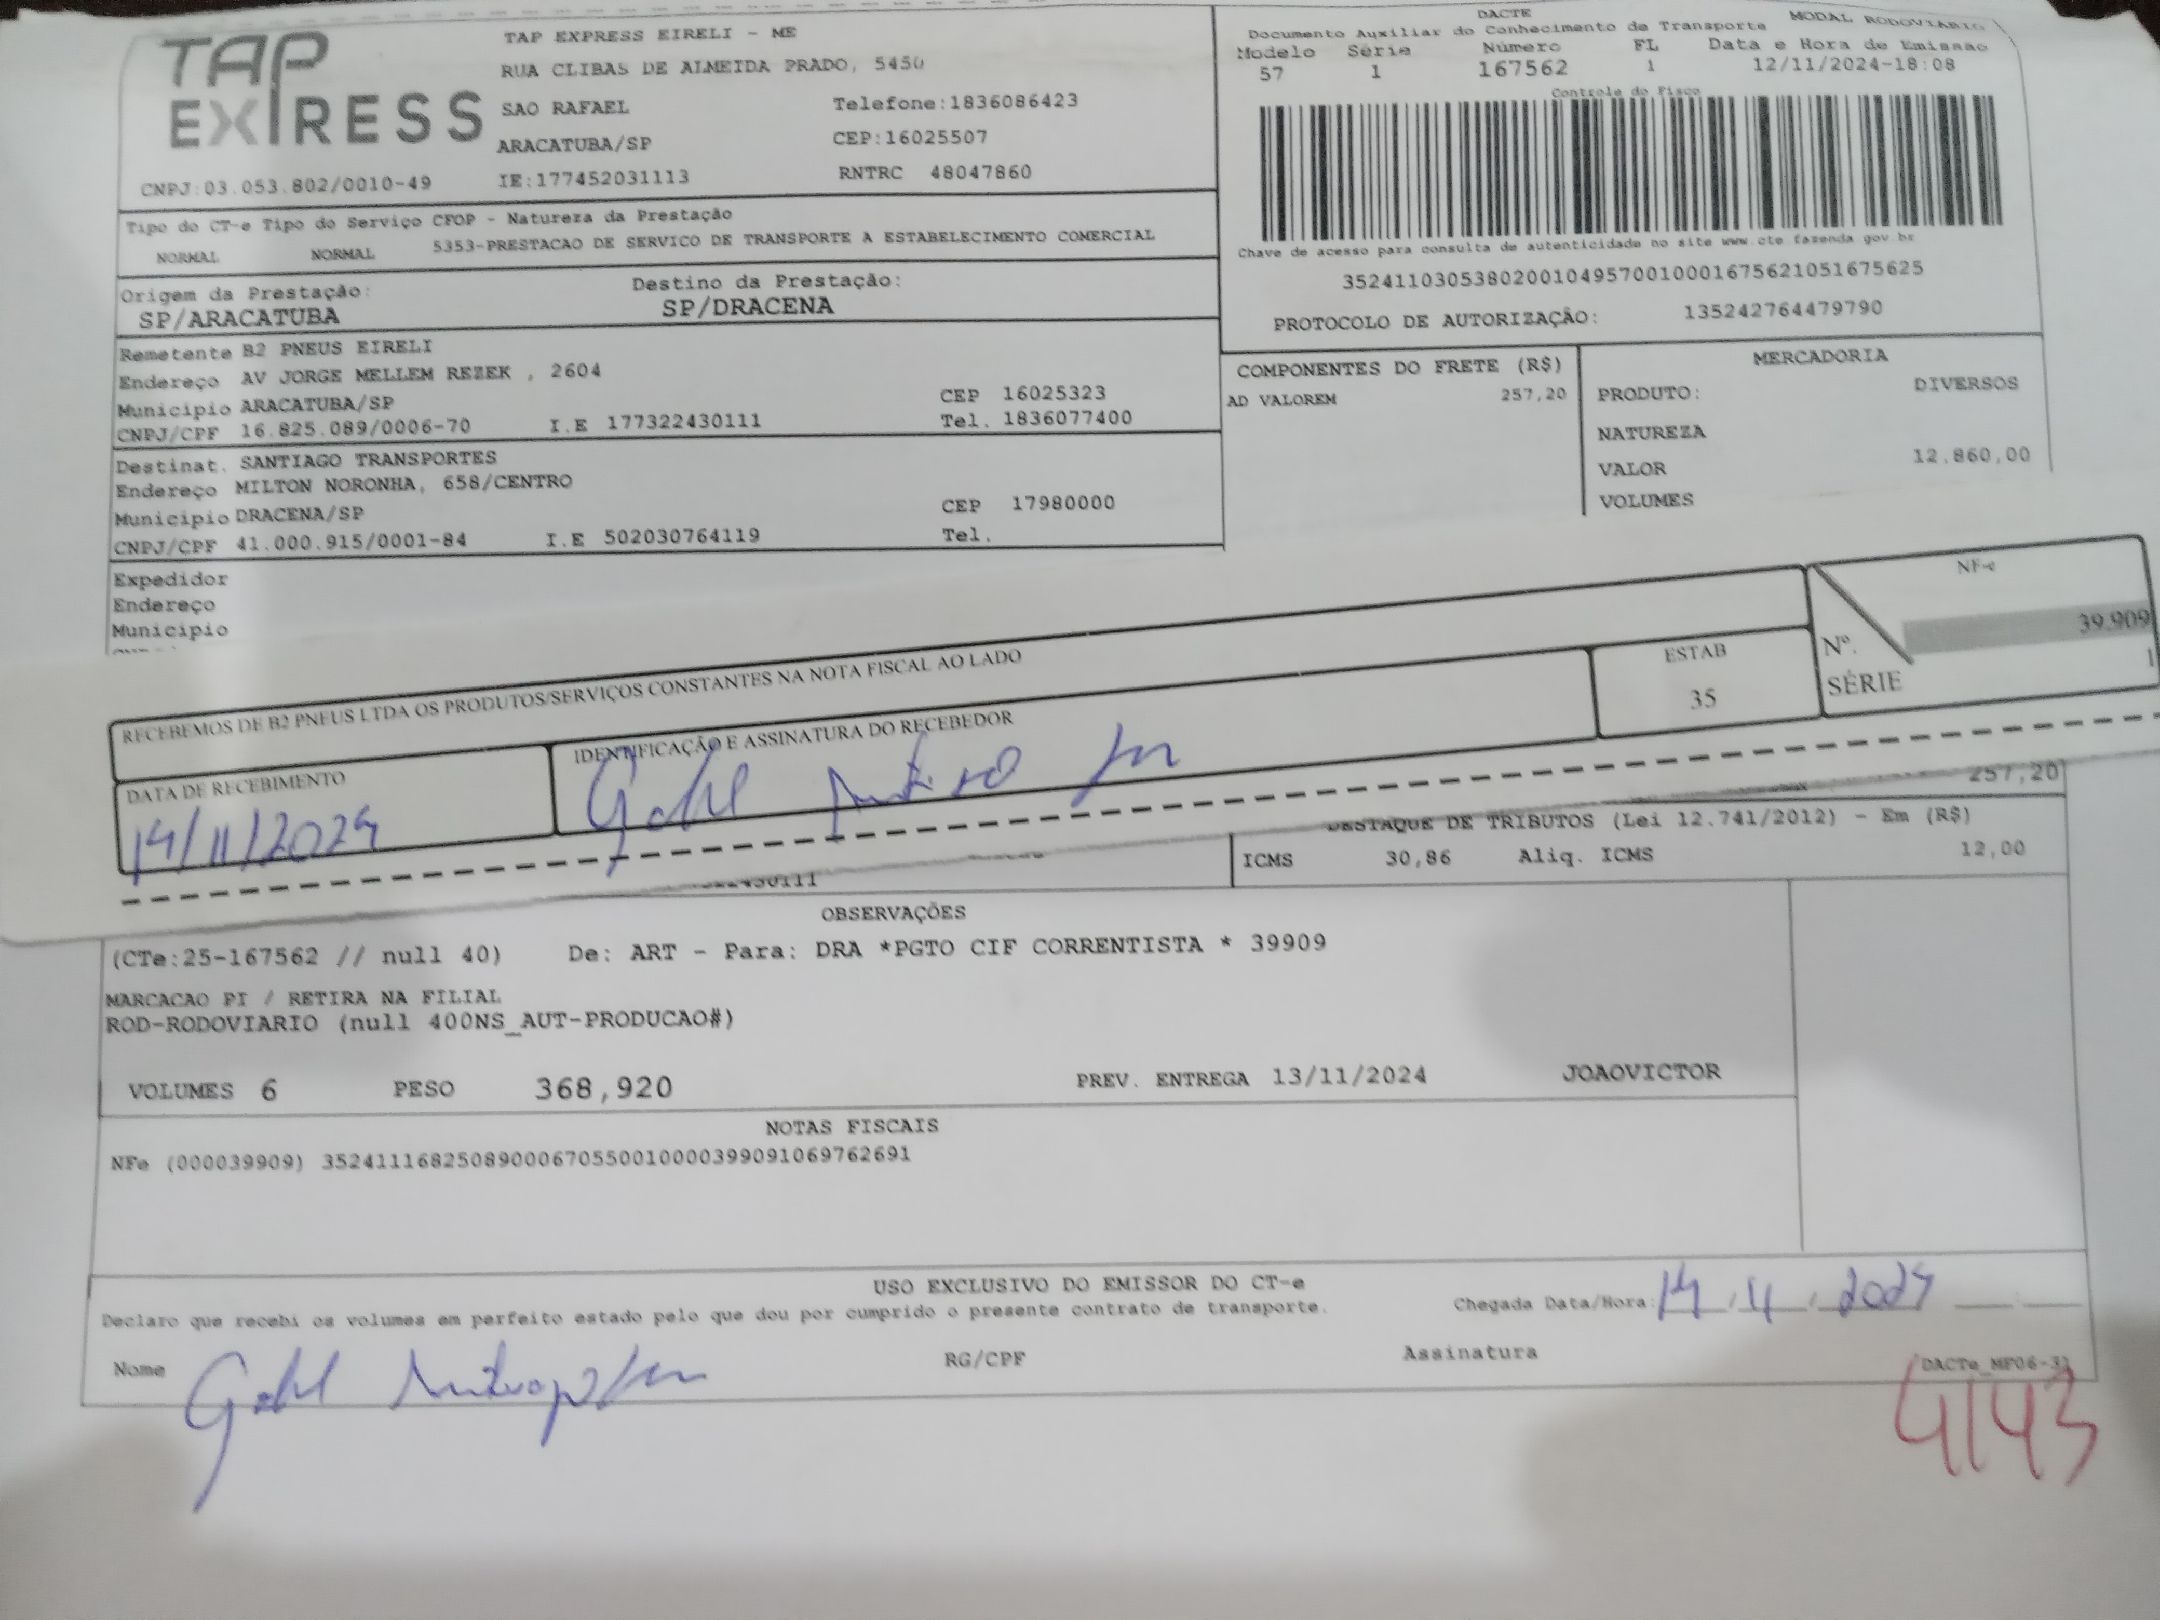 TAP EXPRESS
TAP EXPRESS EIRELI - ME
RUA CLIBAS DE ALMEIDA PRADO, 5450
SAO RAFAEL Telefone:1836086423
ARACATUBA/SP CEP:16025507
CNPJ:03.053.802/0010-49 IE:177452031113 RNTRC 48047860
DACTE
Documento Auxiliar do Conhecimento de Transporte MODAL RODOVIARIO
Modelo Série Número FL Data e Hora de Emissão
57 1 167562 1 12/11/2024-18:08
Controle do Fisco
Chave de acesso para consulta de autenticidade no site www.cte.fazenda.gov.br
35241103053802001049570010001675621051675625
PROTOCOLO DE AUTORIZAÇÃO: 135242764479790
Tipo do CT-e Tipo do Serviço CFOP - Natureza da Prestação
NORMAL NORMAL 5353-PRESTACAO DE SERVICO DE TRANSPORTE A ESTABELECIMENTO COMERCIAL
Origem da Prestação: Destino da Prestação:
SP/ARACATUBA SP/DRACENA
Remetente B2 PNEUS EIRELI
Endereço AV JORGE MELLEM REZEK , 2604
Municipio ARACATUBA/SP CEP 16025323
CNPJ/CPF 16.825.089/0006-70 I.E 177322430111 Tel. 1836077400
COMPONENTES DO FRETE (R$)
AD VALOREM 257,20
MERCADORIA
PRODUTO: DIVERSOS
NATUREZA
VALOR 12.860,00
VOLUMES
Destinat. SANTIAGO TRANSPORTES
Endereço MILTON NORONHA, 658/CENTRO
Municipio DRACENA/SP CEP 17980000
CNPJ/CPF 41.000.915/0001-84 I.E 502030764119 Tel.
Expedidor
Endereço
Municipio
RECEBEMOS DE B2 PNEUS LTDA OS PRODUTOS/SERVIÇOS CONSTANTES NA NOTA FISCAL AO LADO
NF-e
Nº. 39.909
SÉRIE 1
ESTAB
35
DATA DE RECEBIMENTO
14/11/2024
IDENTIFICAÇÃO E ASSINATURA DO RECEBEDOR
257,20
DESTAQUE DE TRIBUTOS (Lei 12.741/2012) - Em (R$)
ICMS 30,86 Aliq. ICMS 12,00
OBSERVAÇÕES
(CTe:25-167562 // null 40) De: ART - Para: DRA *PGTO CIF CORRENTISTA * 39909
MARCACAO PI / RETIRA NA FILIAL
ROD-RODOVIARIO (null 400NS_AUT-PRODUCAO#)
VOLUMES 6 PESO 368,920 PREV. ENTREGA 13/11/2024 JOAOVICTOR
NOTAS FISCAIS
NFe (000039909) 35241116825089000670550010000399091069762691
USO EXCLUSIVO DO EMISSOR DO CT-e
Declaro que recebi os volumes em perfeito estado pelo que dou por cumprido o presente contrato de transporte. Chegada Data/Hora: 14 11 2024
Nome RG/CPF Assinatura DACTe_MF06-3)
4143